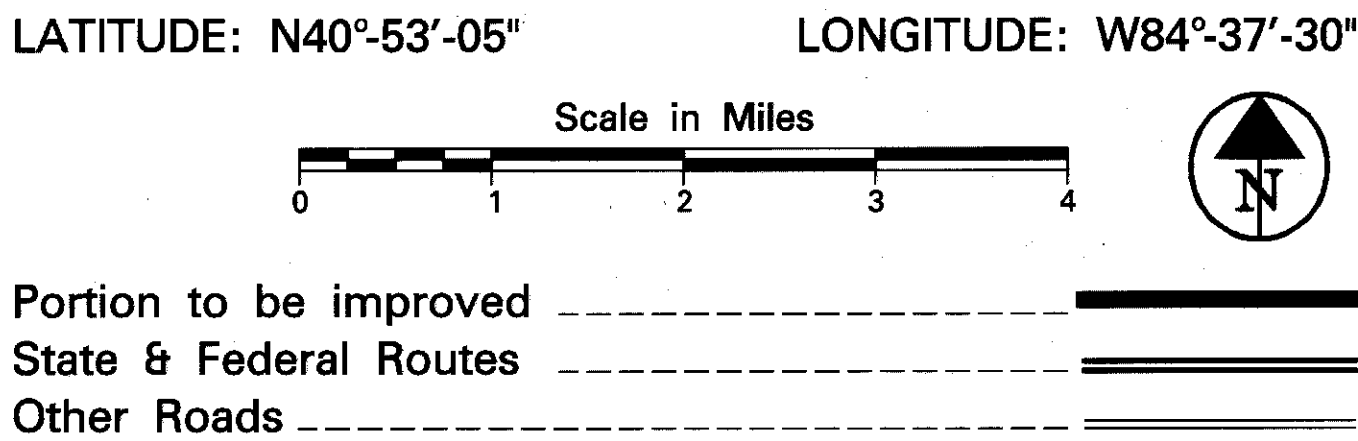 LATITUDE: N40°-53'-05" LONGITUDE: W84°-37'-30"
Scale in Miles
0 1 2 3 4
N
Portion to be improved
State & Federal Routes
Other Roads